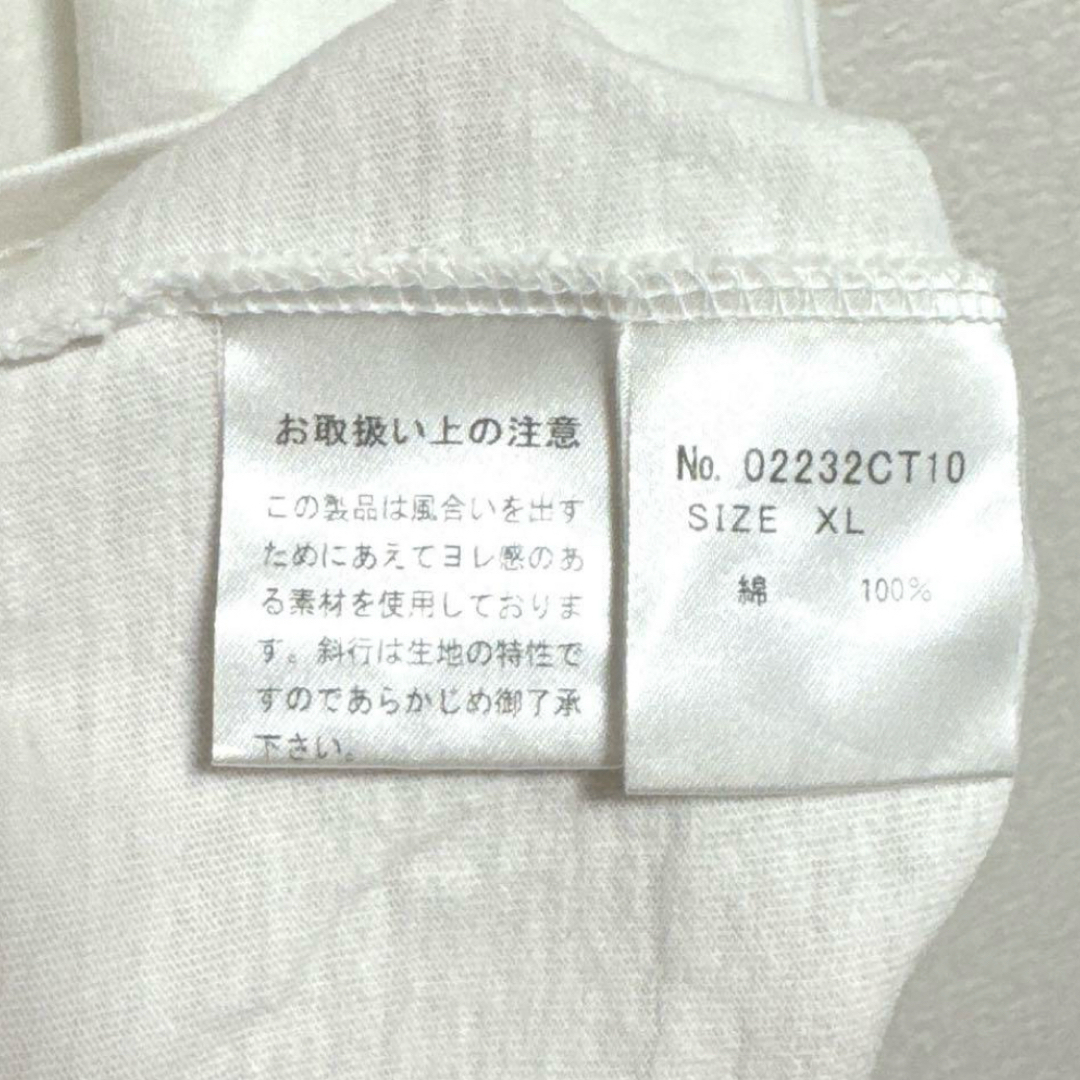 お取扱い上の注意
この製品は風合いを出す
ためにあえてヨレ感のあ
る素材を使用しておりま
す。斜行は生地の特性で
すのであらかじめ御了承
下さい。
No. 02232CT10
SIZE XL
綿 100%